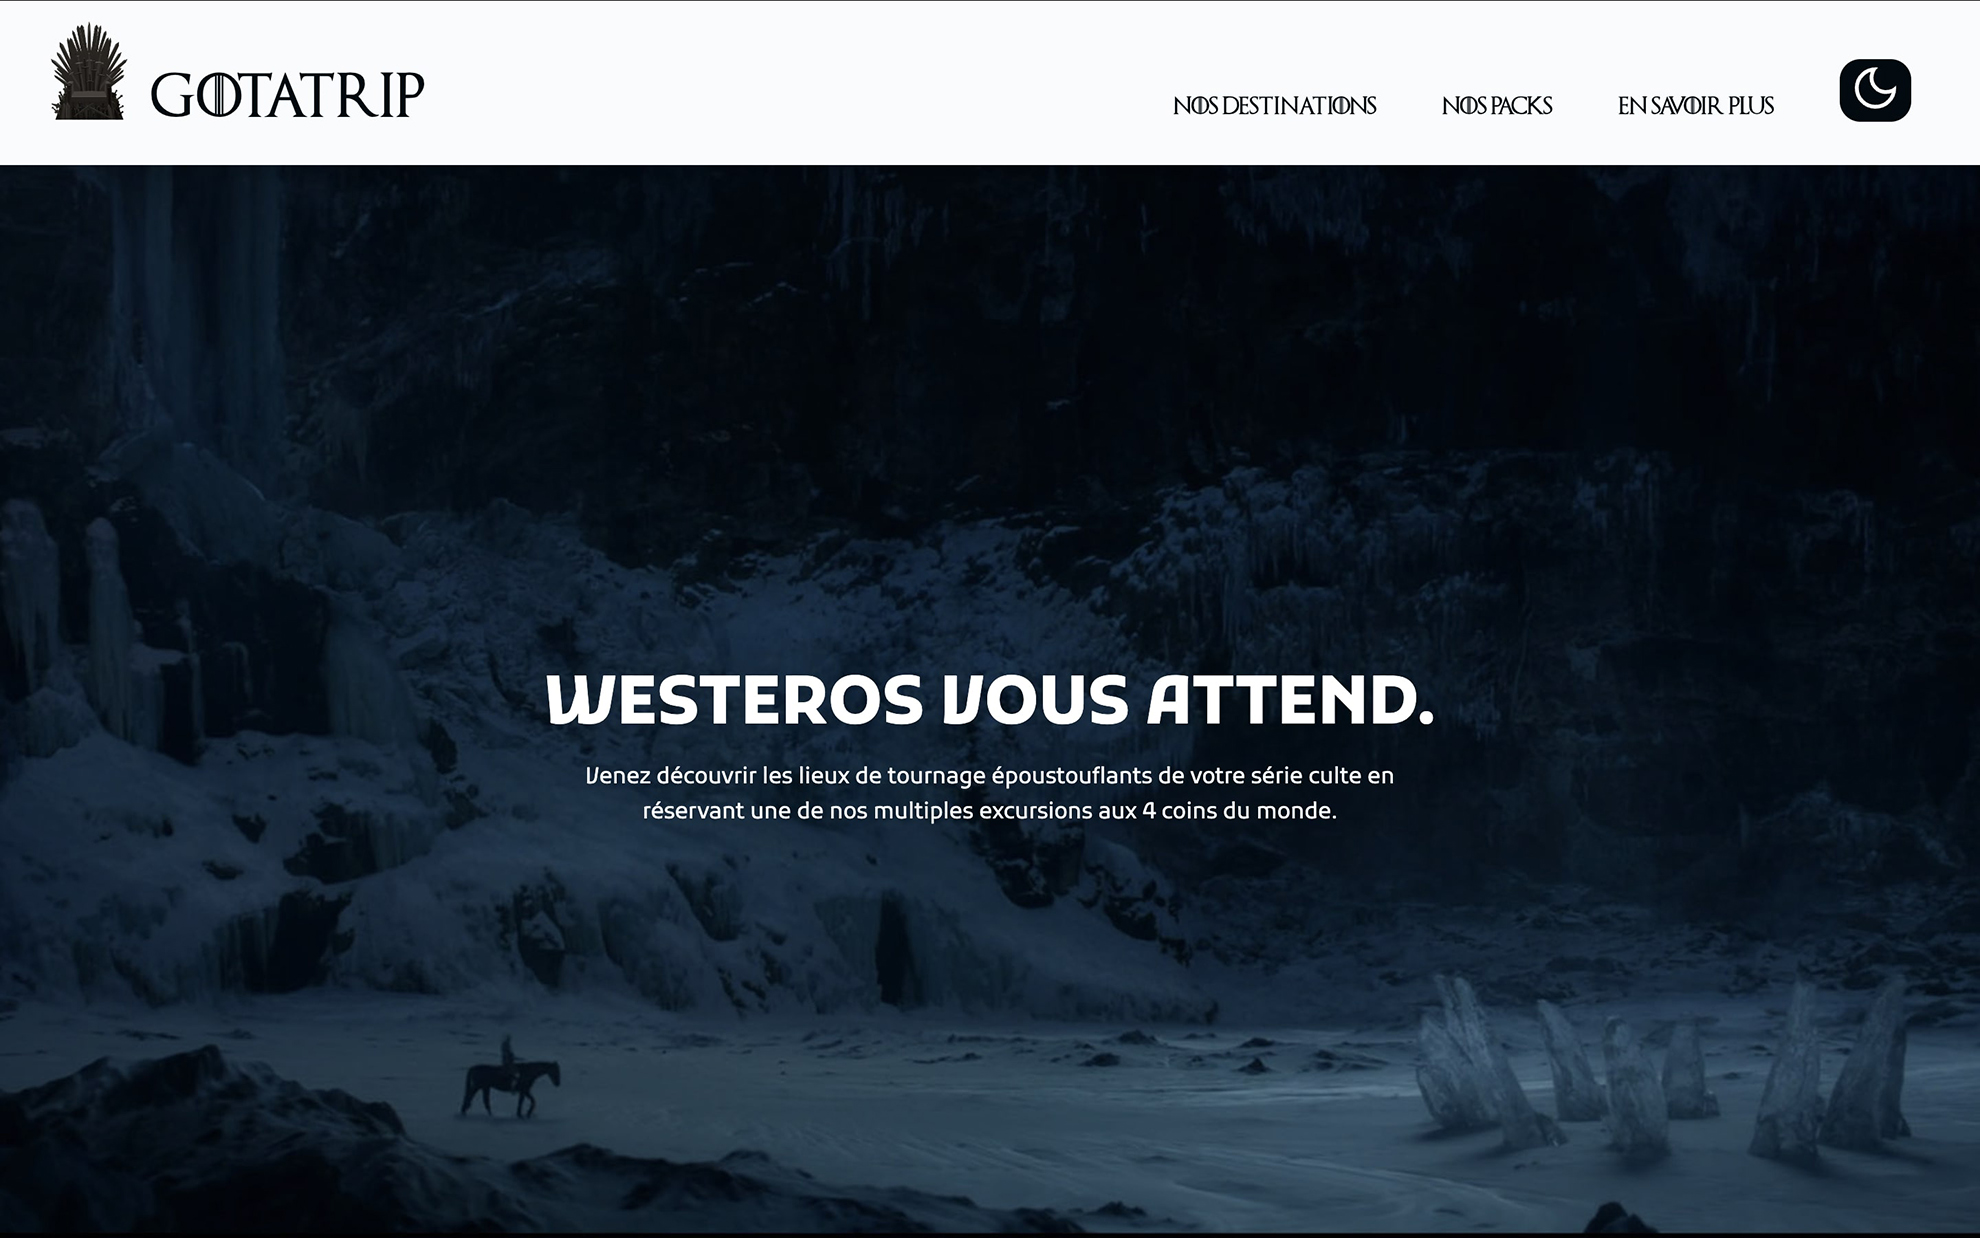 GOTATRIP
NOS DESTINATIONS
NOS PACKS
EN SAVOIR PLUS
WESTEROS VOUS ATTEND.
Venez découvrir les lieux de tournage époustouflants de votre série culte en
réservant une de nos multiples excursions aux 4 coins du monde.